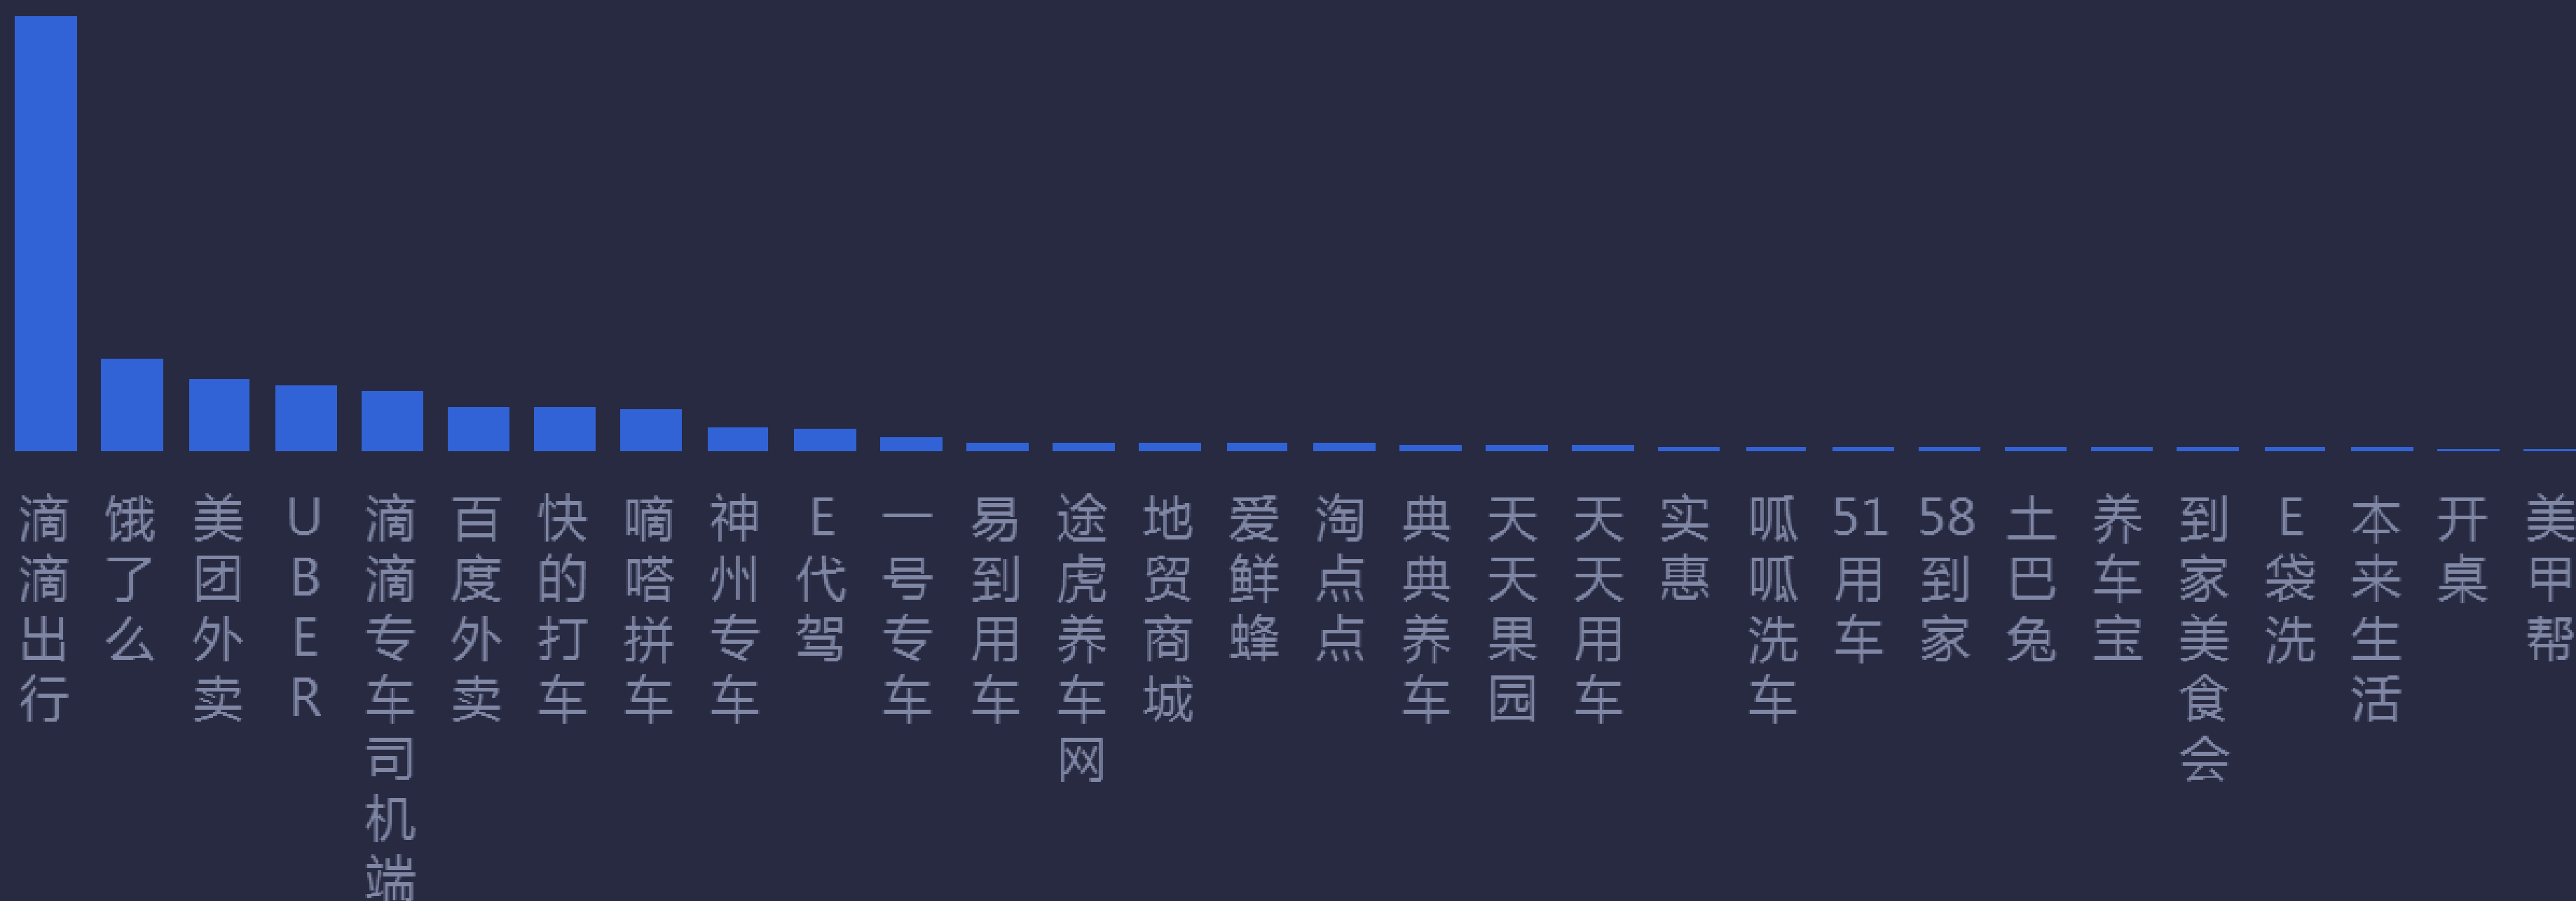 滴滴出行
饿了么
美团外卖
UBER
滴滴专车司机端
百度外卖
快的打车
嘀嗒拼车
神州专车
E代驾
一号专车
易到用车
途虎养车网
地贸商城
爱鲜蜂
淘点点
典典养车
天天果园
天天用车
实惠
呱呱洗车
51用车
58到家
土巴兔
养车宝
到家美食会
E袋洗
本来生活
开桌
美甲帮